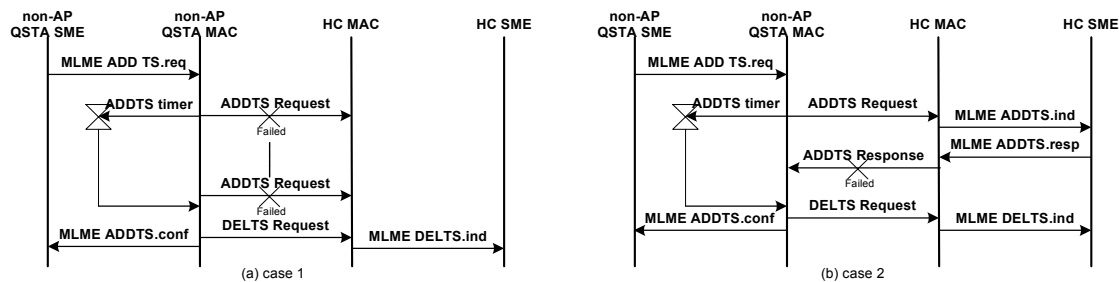 non-AP
QSTA SME
non-AP
QSTA MAC
HC MAC
HC SME
MLME ADD TS.req
ADDTS timer
ADDTS Request
Failed
ADDTS Request
Failed
DELTS Request
MLME ADDTS.conf
MLME DELTS.ind
(a) case 1
non-AP
QSTA SME
non-AP
QSTA MAC
HC MAC
HC SME
MLME ADD TS.req
ADDTS timer
ADDTS Request
MLME ADDTS.ind
MLME ADDTS.resp
ADDTS Response
Failed
DELTS Request
MLME ADDTS.conf
MLME DELTS.ind
(b) case 2